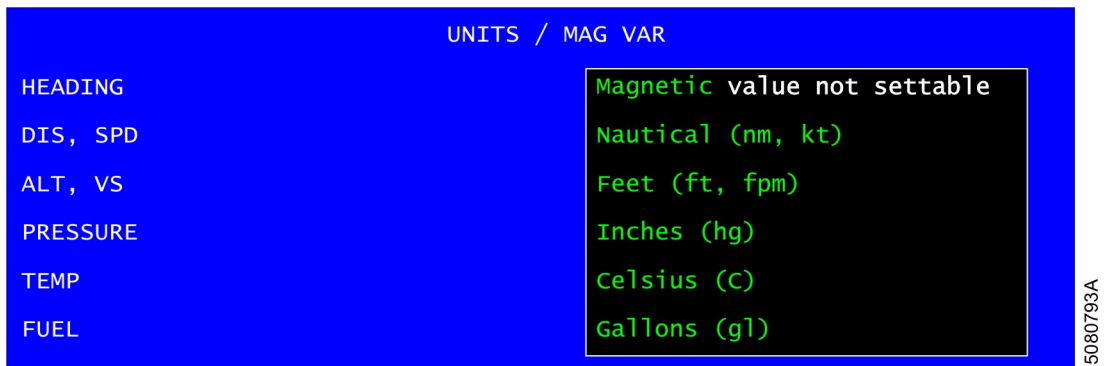 UNITS / MAG VAR
HEADING Magnetic value not settable
DIS, SPD Nautical (nm, kt)
ALT, VS Feet (ft, fpm)
PRESSURE Inches (hg)
TEMP Celsius (C)
FUEL Gallons (gl)
5080793A